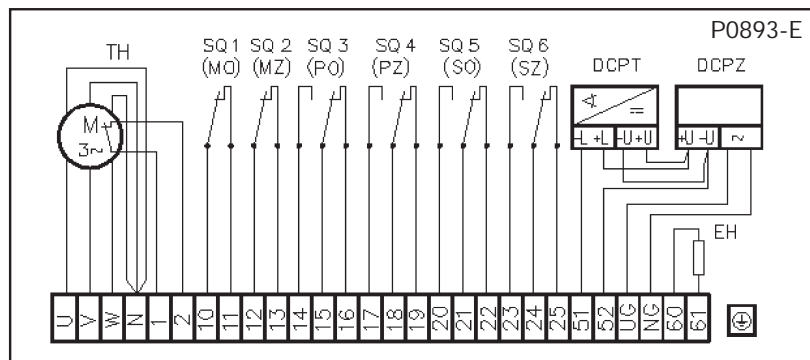 P0893-E
TH
SQ 1 SQ 2 SQ 3 SQ 4 SQ 5 SQ 6 DCPT DCPZ
(MO) (MZ) (PO) (PZ) (SO) (SZ)
M
3~
-L +L -U +U +U -U ~
EH
U V W N 1 2 10 11 12 13 14 15 16 17 18 19 20 21 22 23 24 25 51 52 UG NG 60 61